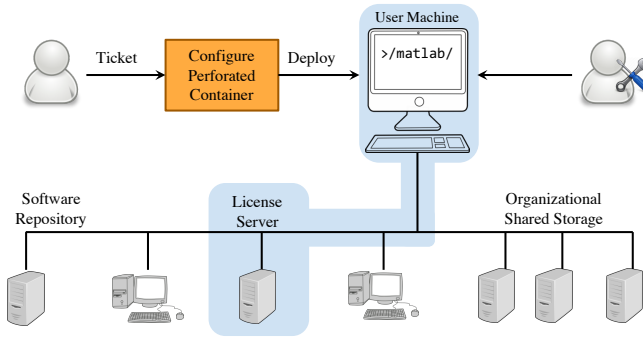 User Machine
Ticket
Configure
Perforated
Container
Deploy
>/matlab/
Software
Repository
License
Server
Organizational
Shared Storage